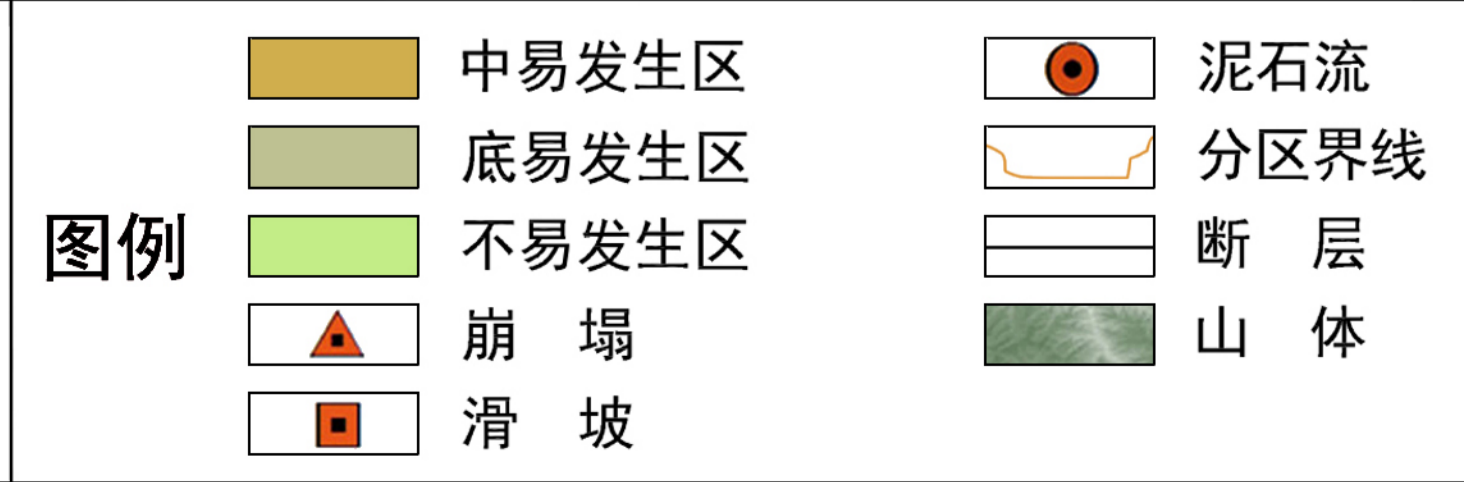 图例
中易发生区
底易发生区
不易发生区
崩 塌
滑 坡
泥石流
分区界线
断 层
山 体